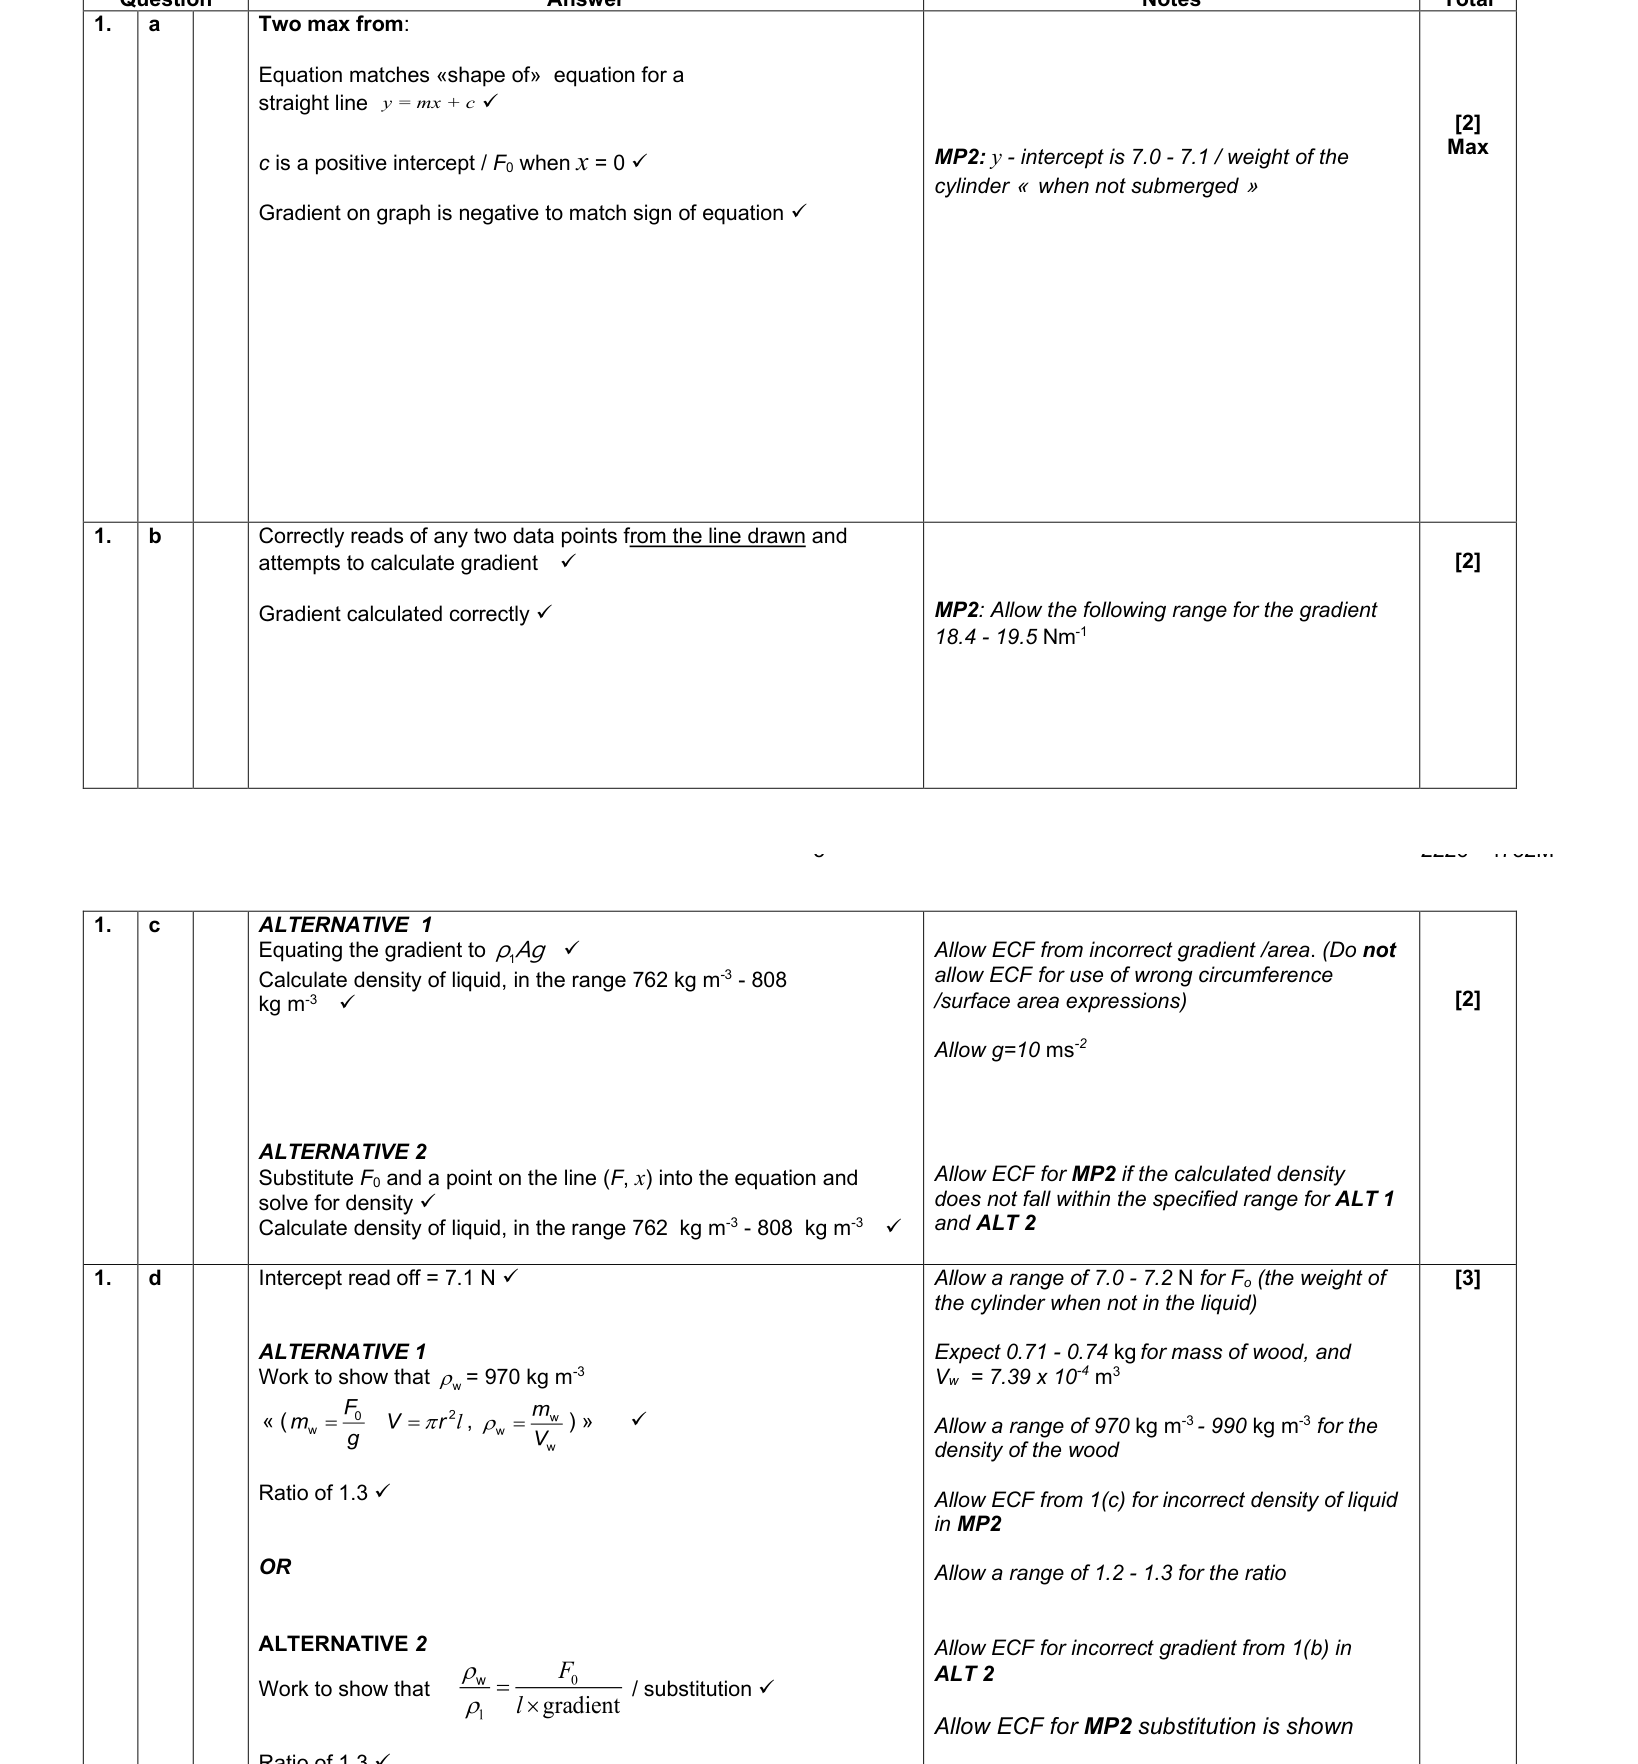 Question Answer Notes Total
1. a Two max from:
Equation matches «shape of» equation for a
straight line y = mx + c ✓
[2]
Max
c is a positive intercept / F₀ when x = 0 ✓
MP2: y - intercept is 7.0 - 7.1 / weight of the
cylinder « when not submerged »
Gradient on graph is negative to match sign of equation ✓
1. b Correctly reads of any two data points from the line drawn and
attempts to calculate gradient ✓
[2]
Gradient calculated correctly ✓
MP2: Allow the following range for the gradient
18.4 - 19.5 Nm⁻¹
1. c ALTERNATIVE 1
Equating the gradient to ρ₁Ag ✓
Calculate density of liquid, in the range 762 kg m⁻³ - 808
kg m⁻³ ✓
Allow ECF from incorrect gradient /area. (Do not
allow ECF for use of wrong circumference
/surface area expressions)
[2]
Allow g=10 ms⁻²
ALTERNATIVE 2
Substitute F₀ and a point on the line (F, x) into the equation and
solve for density ✓
Calculate density of liquid, in the range 762 kg m⁻³ - 808 kg m⁻³ ✓
Allow ECF for MP2 if the calculated density
does not fall within the specified range for ALT 1
and ALT 2
1. d Intercept read off = 7.1 N ✓
Allow a range of 7.0 - 7.2 N for Fₒ (the weight of
the cylinder when not in the liquid)
[3]
ALTERNATIVE 1
Work to show that ρw = 970 kg m⁻³
« ( mw = F₀/g V = πr²l , ρw = mw/Vw ) » ✓
Ratio of 1.3 ✓
Expect 0.71 - 0.74 kg for mass of wood, and
Vw = 7.39 x 10⁻⁴ m³
Allow a range of 970 kg m⁻³ - 990 kg m⁻³ for the
density of the wood
Allow ECF from 1(c) for incorrect density of liquid
in MP2
Allow a range of 1.2 - 1.3 for the ratio
OR
ALTERNATIVE 2
Work to show that ρw/ρl = F₀/(l × gradient) / substitution ✓
Allow ECF for incorrect gradient from 1(b) in
ALT 2
Allow ECF for MP2 substitution is shown
Ratio of 1.3 ✓